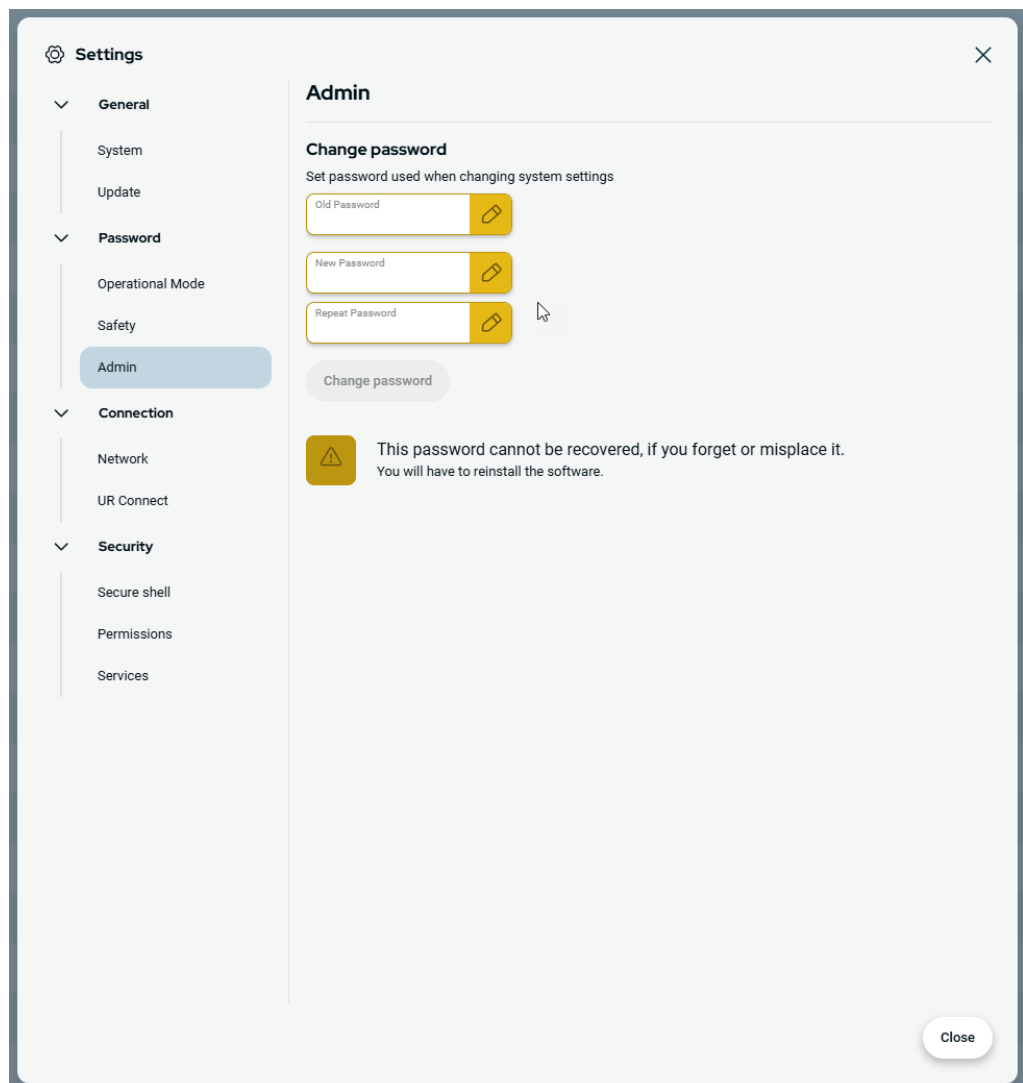 Settings
General
System
Update
Password
Operational Mode
Safety
Admin
Connection
Network
UR Connect
Security
Secure shell
Permissions
Services
Admin
Change password
Set password used when changing system settings
Old Password
New Password
Repeat Password
Change password
This password cannot be recovered, if you forget or misplace it.
You will have to reinstall the software.
Close